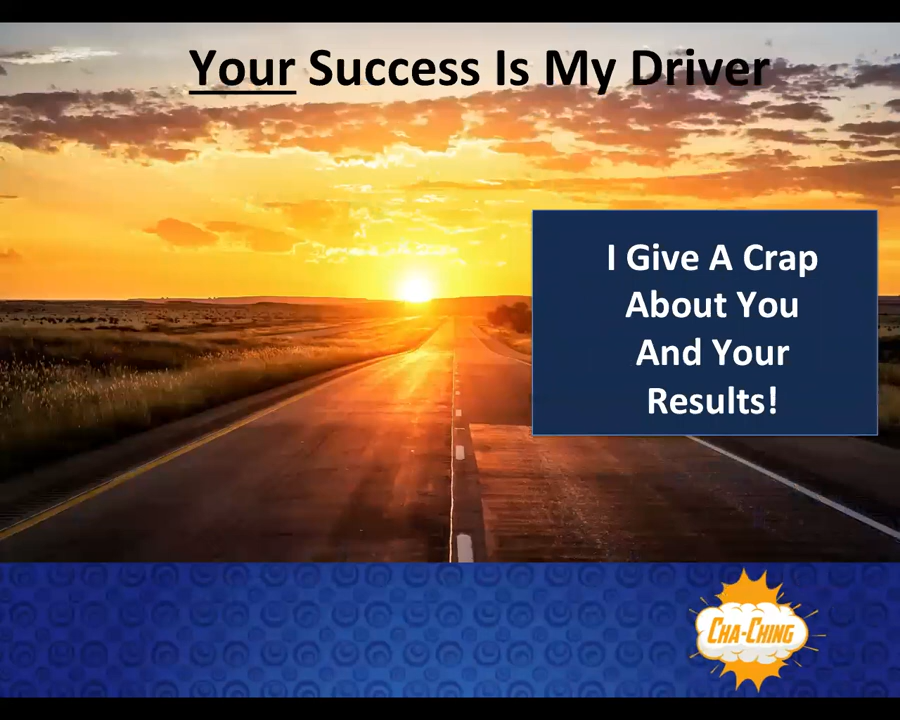 Your Success Is My Driver
I Give A Crap
About You
And Your
Results!
CHA-CHING